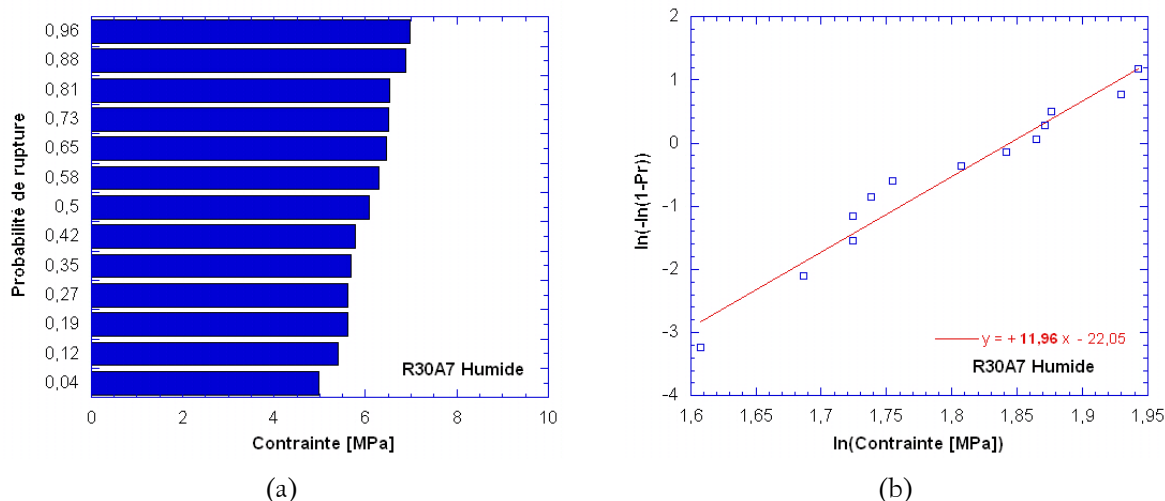 0,96
0,88
0,81
0,73
0,65
0,58
0,5
0,42
0,35
0,27
0,19
0,12
0,04
Probabilité de rupture
R30A7 Humide
0 2 4 6 8 10
Contrainte [MPa]
(a)
2
1
0
-1
-2
-3
-4
ln(-ln(1-Pr))
y = + 11,96 x - 22,05
R30A7 Humide
1,6 1,65 1,7 1,75 1,8 1,85 1,9 1,95
ln(Contrainte [MPa])
(b)